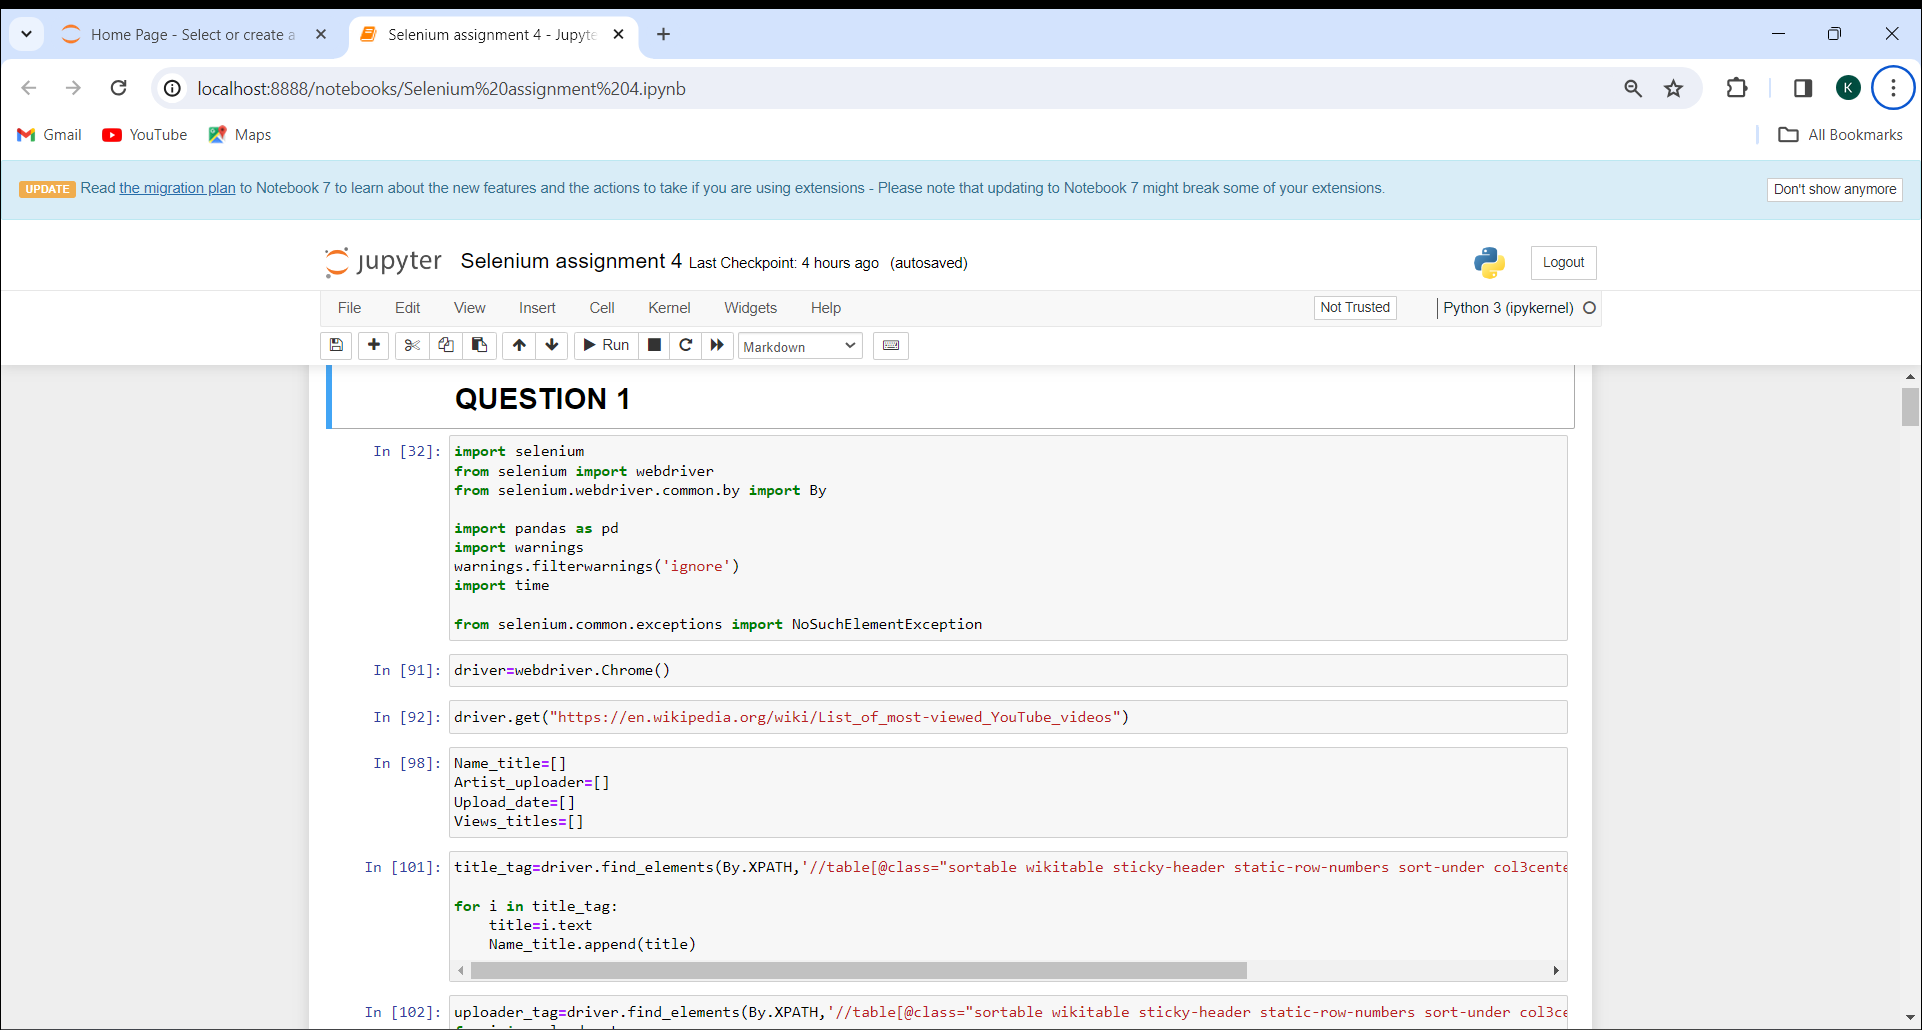 Home Page - Select or create a
Selenium assignment 4 - Jupyte
localhost:8888/notebooks/Selenium%20assignment%204.ipynb
K
Gmail
YouTube
Maps
All Bookmarks
UPDATE Read the migration plan to Notebook 7 to learn about the new features and the actions to take if you are using extensions - Please note that updating to Notebook 7 might break some of your extensions.
Don't show anymore
jupyter Selenium assignment 4 Last Checkpoint: 4 hours ago (autosaved)
Logout
File Edit View Insert Cell Kernel Widgets Help
Not Trusted
Python 3 (ipykernel)
Run
Markdown
QUESTION 1
In [32]: import selenium
from selenium import webdriver
from selenium.webdriver.common.by import By
import pandas as pd
import warnings
warnings.filterwarnings('ignore')
import time
from selenium.common.exceptions import NoSuchElementException
In [91]: driver=webdriver.Chrome()
In [92]: driver.get("https://en.wikipedia.org/wiki/List_of_most-viewed_YouTube_videos")
In [98]: Name_title=[]
Artist_uploader=[]
Upload_date=[]
Views_titles=[]
In [101]: title_tag=driver.find_elements(By.XPATH,'//table[@class="sortable wikitable sticky-header static-row-numbers sort-under col3cente
for i in title_tag:
title=i.text
Name_title.append(title)
In [102]: uploader_tag=driver.find_elements(By.XPATH,'//table[@class="sortable wikitable sticky-header static-row-numbers sort-under col3ce